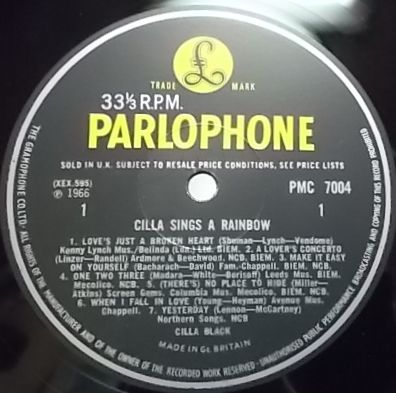 £
TRADE MARK
33⅓ R.P.M.
PARLOPHONE
SOLD IN U.K. SUBJECT TO RESALE PRICE CONDITIONS, SEE PRICE LISTS
(XEX.595) PMC 7004
℗ 1966
1 1
CILLA SINGS A RAINBOW
1. LOVE'S JUST A BROKEN HEART (Shuman—Lynch—Vendome)
Kenny Lynch Mus./Belinda (Lon.) Ltd. BIEM. 2. A LOVER'S CONCERTO
(Linzer—Randell) Ardmore & Beechwood. NCB. BIEM. 3. MAKE IT EASY
ON YOURSELF (Bacharach—David) Fam.-Chappell. BIEM. NCB.
4. ONE TWO THREE (Madara—White—Borisoff) Leeds Mus. BIEM.
Mecolico. NCB. 5. (THERE'S) NO PLACE TO HIDE (Miller—
Atkins) Screen Gems. Columbia Mus. Mecolico. BIEM. NCB.
6. WHEN I FALL IN LOVE (Young—Heyman) Avenue Mus.
Chappell. 7. YESTERDAY (Lennon—McCartney)
Northern Songs. NCB
CILLA BLACK
MADE IN GT. BRITAIN
THE GRAMOPHONE CO. LTD. · ALL RIGHTS OF THE MANUFACTURER AND OF THE OWNER OF THE RECORDED WORK RESERVED · UNAUTHORISED PUBLIC PERFORMANCE BROADCASTING AND COPYING OF THIS RECORD PROHIBITED